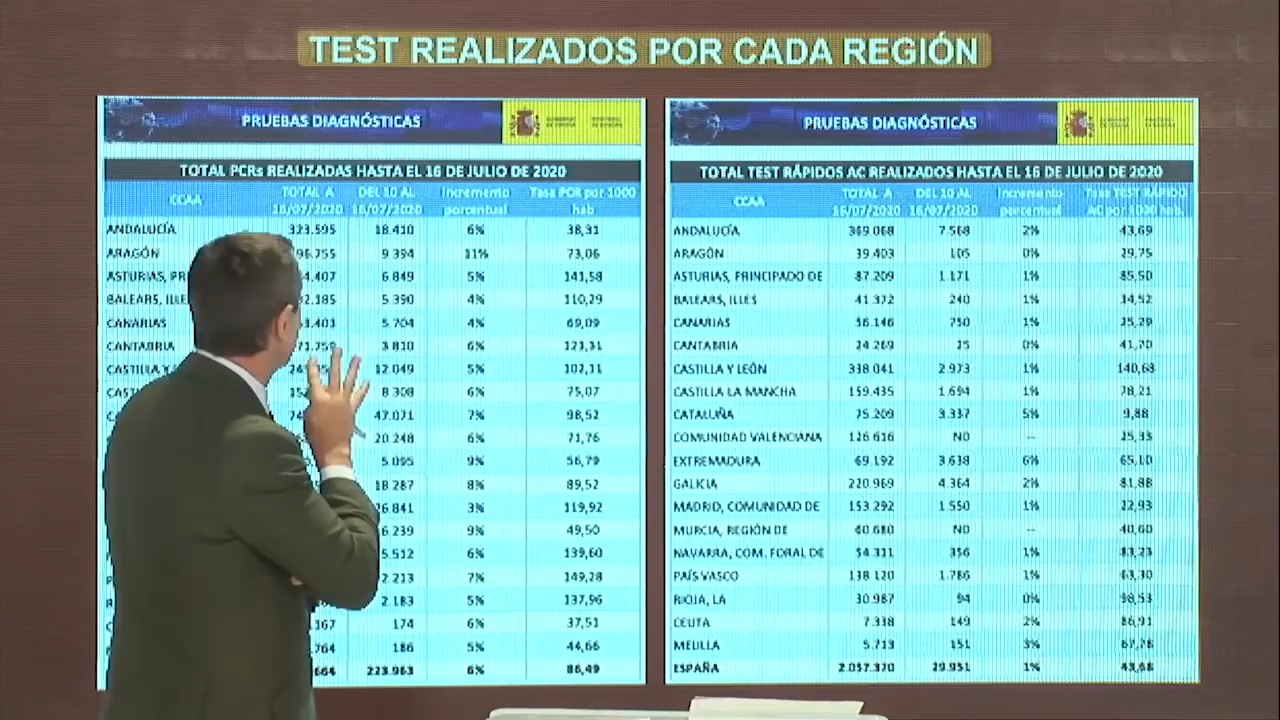 TEST REALIZADOS POR CADA REGIÓN
PRUEBAS DIAGNÓSTICAS
TOTAL PCRs REALIZADAS HASTA EL 16 DE JULIO DE 2020
CCAA TOTAL A 16/07/2020 DEL 10 AL 16/07/2020 Incremento porcentual Tasa PCR por 1000 hab
ANDALUCÍA 323.595 18.410 6% 38,31
ARAGÓN 9.394 11% 73,06
ASTURIAS, 6.849 5% 141,58
BALEARS, 5.390 4% 110,29
CANARIAS 5.704 4% 69,09
CANTABRIA 71.759 3.810 6% 123,31
CASTILLA 12.049 5% 102,11
8.308 6% 75,07
47.071 7% 98,52
20.248 6% 71,76
5.095 9% 56,79
18.287 8% 89,52
3% 119,92
9% 49,50
6% 139,60
7% 149,28
2.183 5% 137,96
174 6% 37,51
186 5% 44,66
223.963 6% 86,49
PRUEBAS DIAGNÓSTICAS
TOTAL TEST RÁPIDOS AC REALIZADOS HASTA EL 16 DE JULIO DE 2020
CCAA TOTAL A 16/07/2020 DEL 10 AL 16/07/2020 Incremento porcentual Tasa TEST RÁPIDO AC por 1000 hab.
ANDALUCÍA 369.068 7.568 2% 43,69
ARAGÓN 39.403 105 0% 29,75
ASTURIAS, PRINCIPADO DE 87.209 1.171 1% 85,50
BALEARS, ILLES 41.372 240 1% 34,52
CANARIAS 56.146 750 1% 25,29
CANTABRIA 24.269 25 0% 41,70
CASTILLA Y LEÓN 338.041 2.973 1% 140,68
CASTILLA LA MANCHA 159.435 1.694 1% 78,21
CATALUÑA 75.209 3.337 5% 9,88
COMUNIDAD VALENCIANA 126.616 ND -- 25,33
EXTREMADURA 69.192 3.638 6% 65,10
GALICIA 220.969 4.364 2% 81,88
MADRID, COMUNIDAD DE 153.292 1.550 1% 22,93
MURCIA, REGIÓN DE 60.680 ND -- 40,60
NAVARRA, COM. FORAL DE 54.311 356 1% 83,23
PAÍS VASCO 138.120 1.786 1% 63,30
RIOJA, LA 30.987 94 0% 98,53
CEUTA 7.338 149 2% 86,91
MELILLA 5.713 151 3% 67,78
ESPAÑA 2.057.370 29.951 1% 43,68